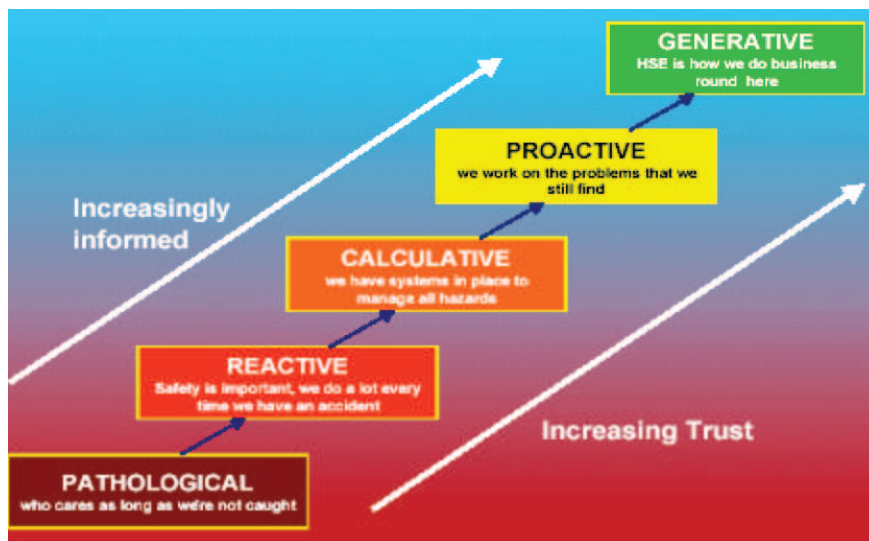 GENERATIVE
HSE is how we do business
round here
PROACTIVE
we work on the problems that we
still find
Increasingly
informed
CALCULATIVE
we have systems in place to
manage all hazards
REACTIVE
Safety is important, we do a lot every
time we have an accident
Increasing Trust
PATHOLOGICAL
who cares as long as we're not caught